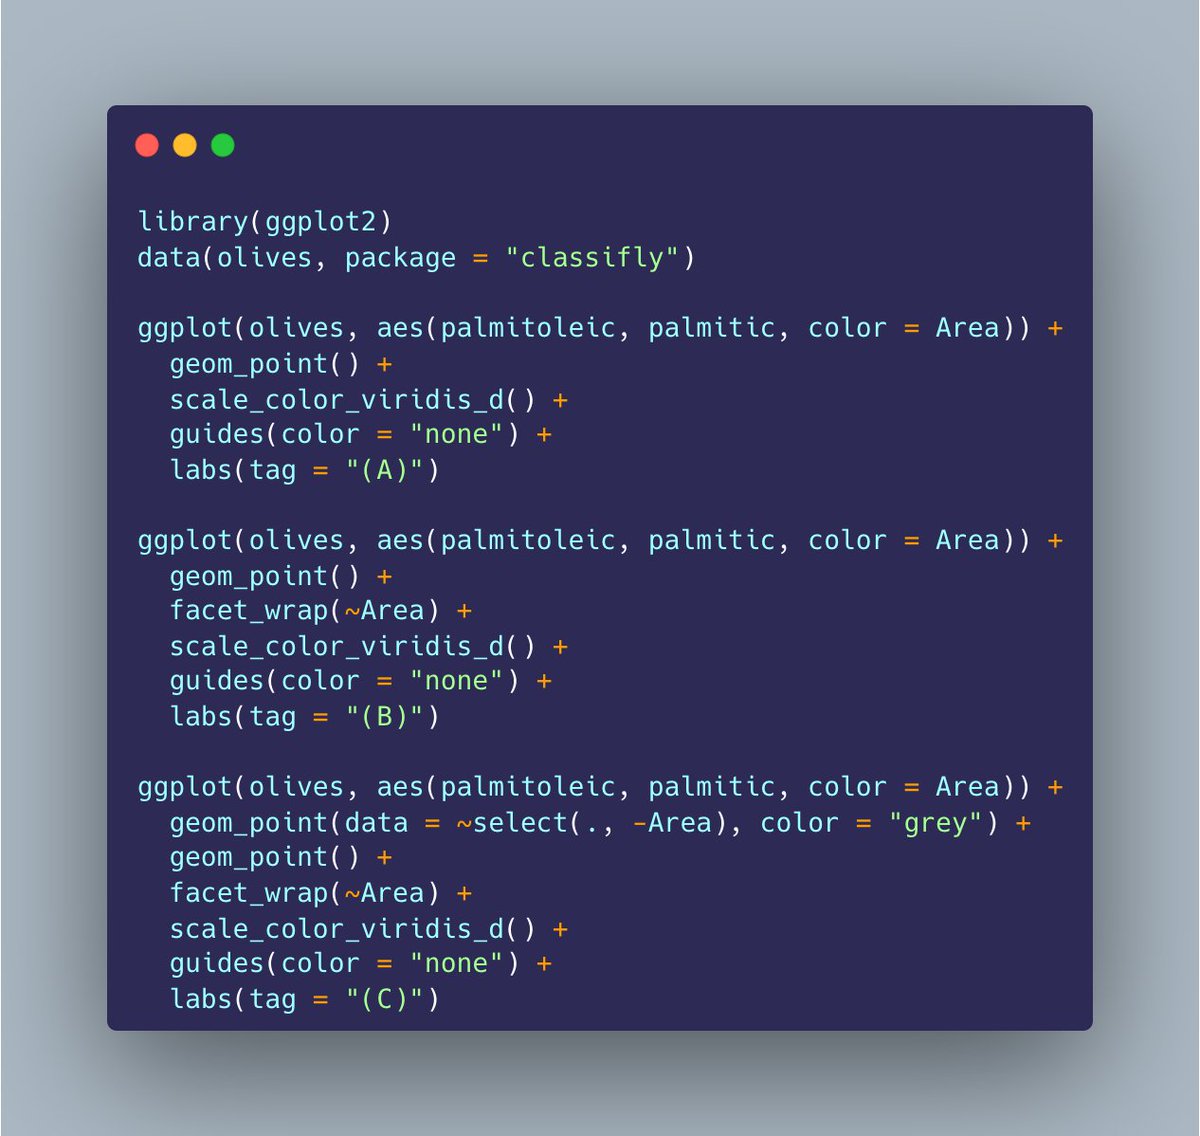 library(ggplot2)
data(olives, package = "classifly")

ggplot(olives, aes(palmitoleic, palmitic, color = Area)) +
  geom_point() +
  scale_color_viridis_d() +
  guides(color = "none") +
  labs(tag = "(A)")

ggplot(olives, aes(palmitoleic, palmitic, color = Area)) +
  geom_point() +
  facet_wrap(~Area) +
  scale_color_viridis_d() +
  guides(color = "none") +
  labs(tag = "(B)")

ggplot(olives, aes(palmitoleic, palmitic, color = Area)) +
  geom_point(data = ~select(., -Area), color = "grey") +
  geom_point() +
  facet_wrap(~Area) +
  scale_color_viridis_d() +
  guides(color = "none") +
  labs(tag = "(C)")